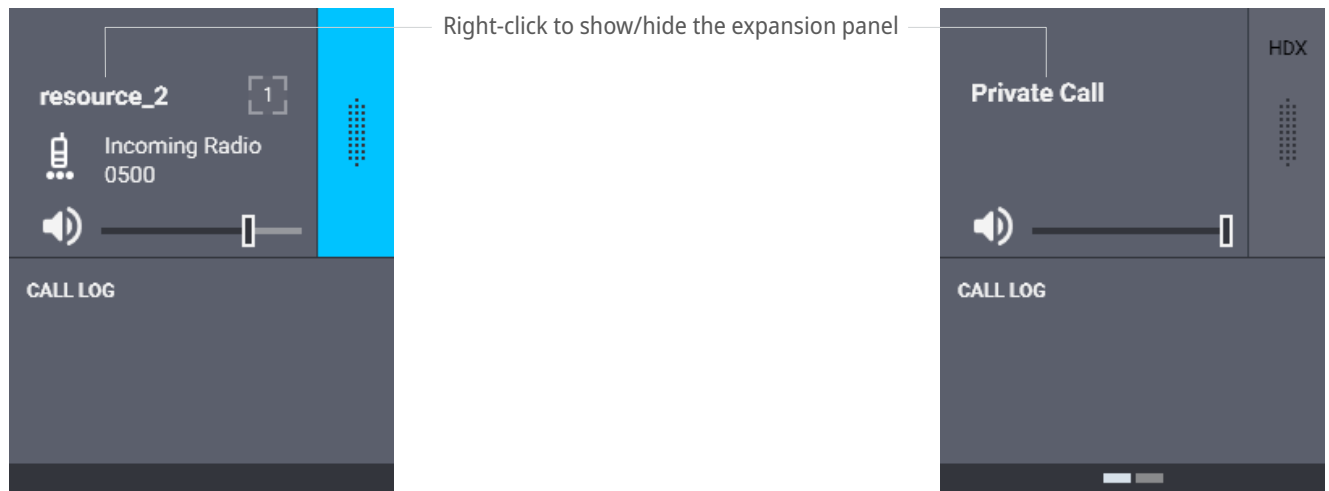 Right-click to show/hide the expansion panel
resource_2
1
Incoming Radio
0500
CALL LOG
HDX
Private Call
CALL LOG